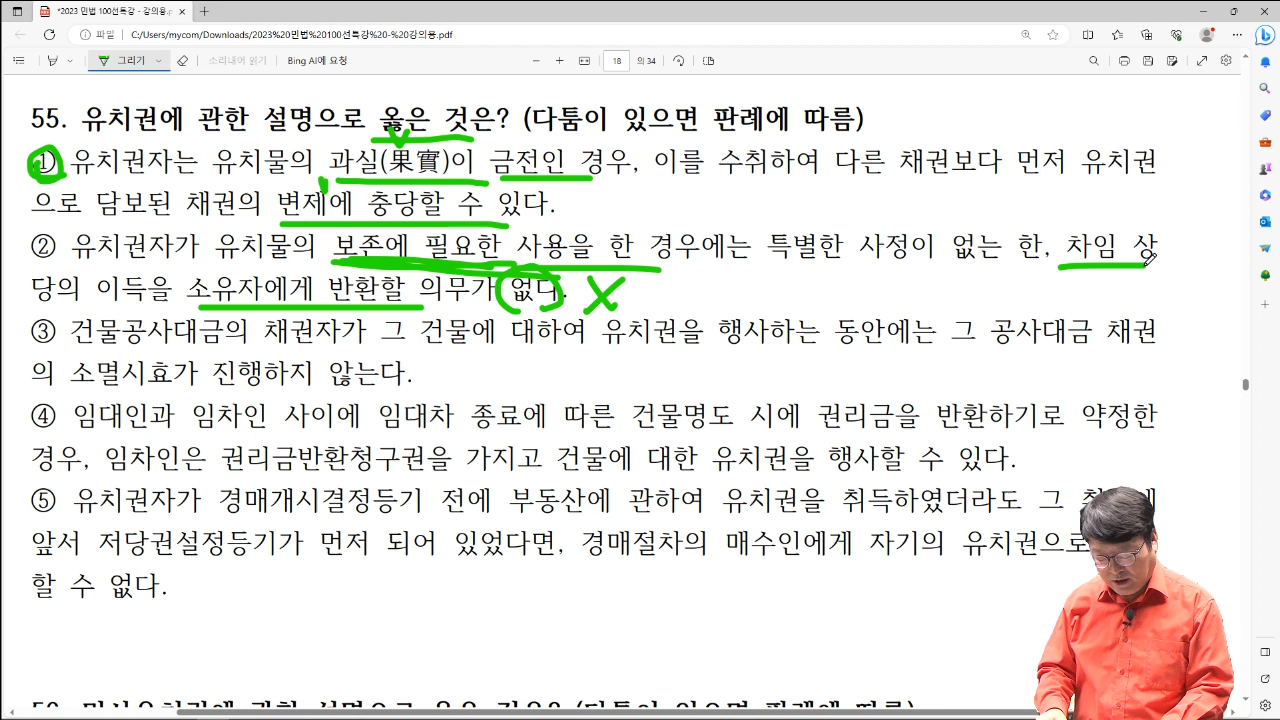 *2023 민법 100선특강 - 강의용.p
파일 C:/Users/mycom/Downloads/2023%20민법%20100선특강%20-%20강의용.pdf
그리기 소리내어 읽기 Bing AI에 요청 18 의34
55. 유치권에 관한 설명으로 옳은 것은? (다툼이 있으면 판례에 따름)
① 유치권자는 유치물의 과실(果實)이 금전인 경우, 이를 수취하여 다른 채권보다 먼저 유치권
으로 담보된 채권의 변제에 충당할 수 있다.
② 유치권자가 유치물의 보존에 필요한 사용을 한 경우에는 특별한 사정이 없는 한, 차임 상
당의 이득을 소유자에게 반환할 의무가 없다. X
③ 건물공사대금의 채권자가 그 건물에 대하여 유치권을 행사하는 동안에는 그 공사대금 채권
의 소멸시효가 진행하지 않는다.
④ 임대인과 임차인 사이에 임대차 종료에 따른 건물명도 시에 권리금을 반환하기로 약정한
경우, 임차인은 권리금반환청구권을 가지고 건물에 대한 유치권을 행사할 수 있다.
⑤ 유치권자가 경매개시결정등기 전에 부동산에 관하여 유치권을 취득하였더라도 그
앞서 저당권설정등기가 먼저 되어 있었다면, 경매절차의 매수인에게 자기의 유치권으로
할 수 없다.